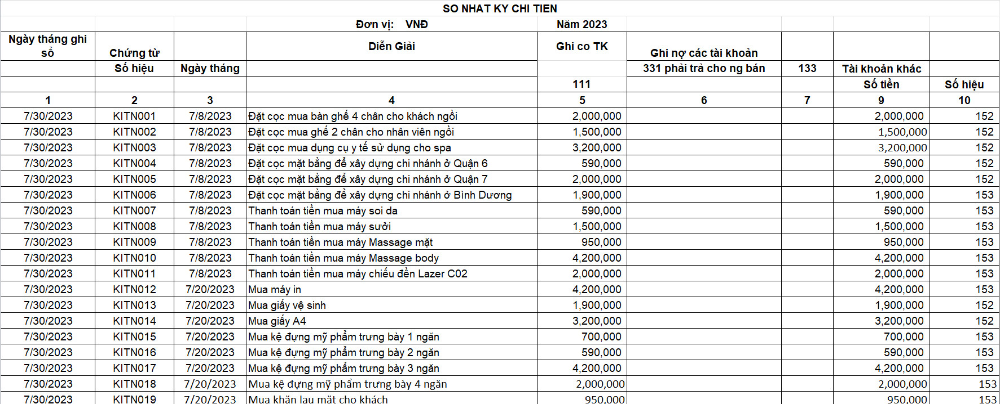 SO NHAT KY CHI TIEN
Đơn vị: VNĐ Năm 2023
Ngày tháng ghi sổ Chứng từ Diễn Giải Ghi co TK Ghi nợ các tài khoản
Số hiệu Ngày tháng 331 phải trả cho ng bán 133 Tài khoản khác
111 Số tiền Số hiệu
1 2 3 4 5 6 7 9 10
7/30/2023 KITN001 7/8/2023 Đặt cọc mua bàn ghế 4 chân cho khách ngồi 2,000,000 2,000,000 152
7/30/2023 KITN002 7/8/2023 Đặt cọc mua ghế 2 chân cho nhân viên ngồi 1,500,000 1,500,000 152
7/30/2023 KITN003 7/8/2023 Đặt cọc mua dụng cụ y tế sử dụng cho spa 3,200,000 3,200,000 152
7/30/2023 KITN004 7/8/2023 Đặt cọc mặt bằng để xây dựng chi nhánh ở Quận 6 590,000 590,000 152
7/30/2023 KITN005 7/8/2023 Đặt cọc mặt bằng để xây dựng chi nhánh ở Quận 7 2,000,000 2,000,000 152
7/30/2023 KITN006 7/8/2023 Đặt cọc mặt bằng để xây dựng chi nhánh ở Bình Dương 1,900,000 1,900,000 153
7/30/2023 KITN007 7/8/2023 Thanh toán tiền mua máy soi da 590,000 590,000 153
7/30/2023 KITN008 7/8/2023 Thanh toán tiền mua máy sưởi 1,500,000 1,500,000 153
7/30/2023 KITN009 7/8/2023 Thanh toán tiền mua máy Massage mặt 950,000 950,000 153
7/30/2023 KITN010 7/8/2023 Thanh toán tiền mua máy Massage body 4,200,000 4,200,000 153
7/30/2023 KITN011 7/8/2023 Thanh toán tiền mua máy chiếu đền Lazer C02 2,000,000 2,000,000 153
7/30/2023 KITN012 7/20/2023 Mua máy in 4,200,000 4,200,000 153
7/30/2023 KITN013 7/20/2023 Mua giấy vệ sinh 1,900,000 1,900,000 152
7/30/2023 KITN014 7/20/2023 Mua giấy A4 3,200,000 3,200,000 152
7/30/2023 KITN015 7/20/2023 Mua kệ đựng mỹ phẩm trưng bày 1 ngăn 700,000 700,000 153
7/30/2023 KITN016 7/20/2023 Mua kệ đựng mỹ phẩm trưng bày 2 ngăn 590,000 590,000 153
7/30/2023 KITN017 7/20/2023 Mua kệ đựng mỹ phẩm trưng bày 3 ngăn 4,200,000 4,200,000 153
7/30/2023 KITN018 7/20/2023 Mua kệ đựng mỹ phẩm trưng bày 4 ngăn 2,000,000 2,000,000 153
7/30/2023 KITN019 7/20/2023 Mua khăn lau mặt cho khách 950,000 950,000 153